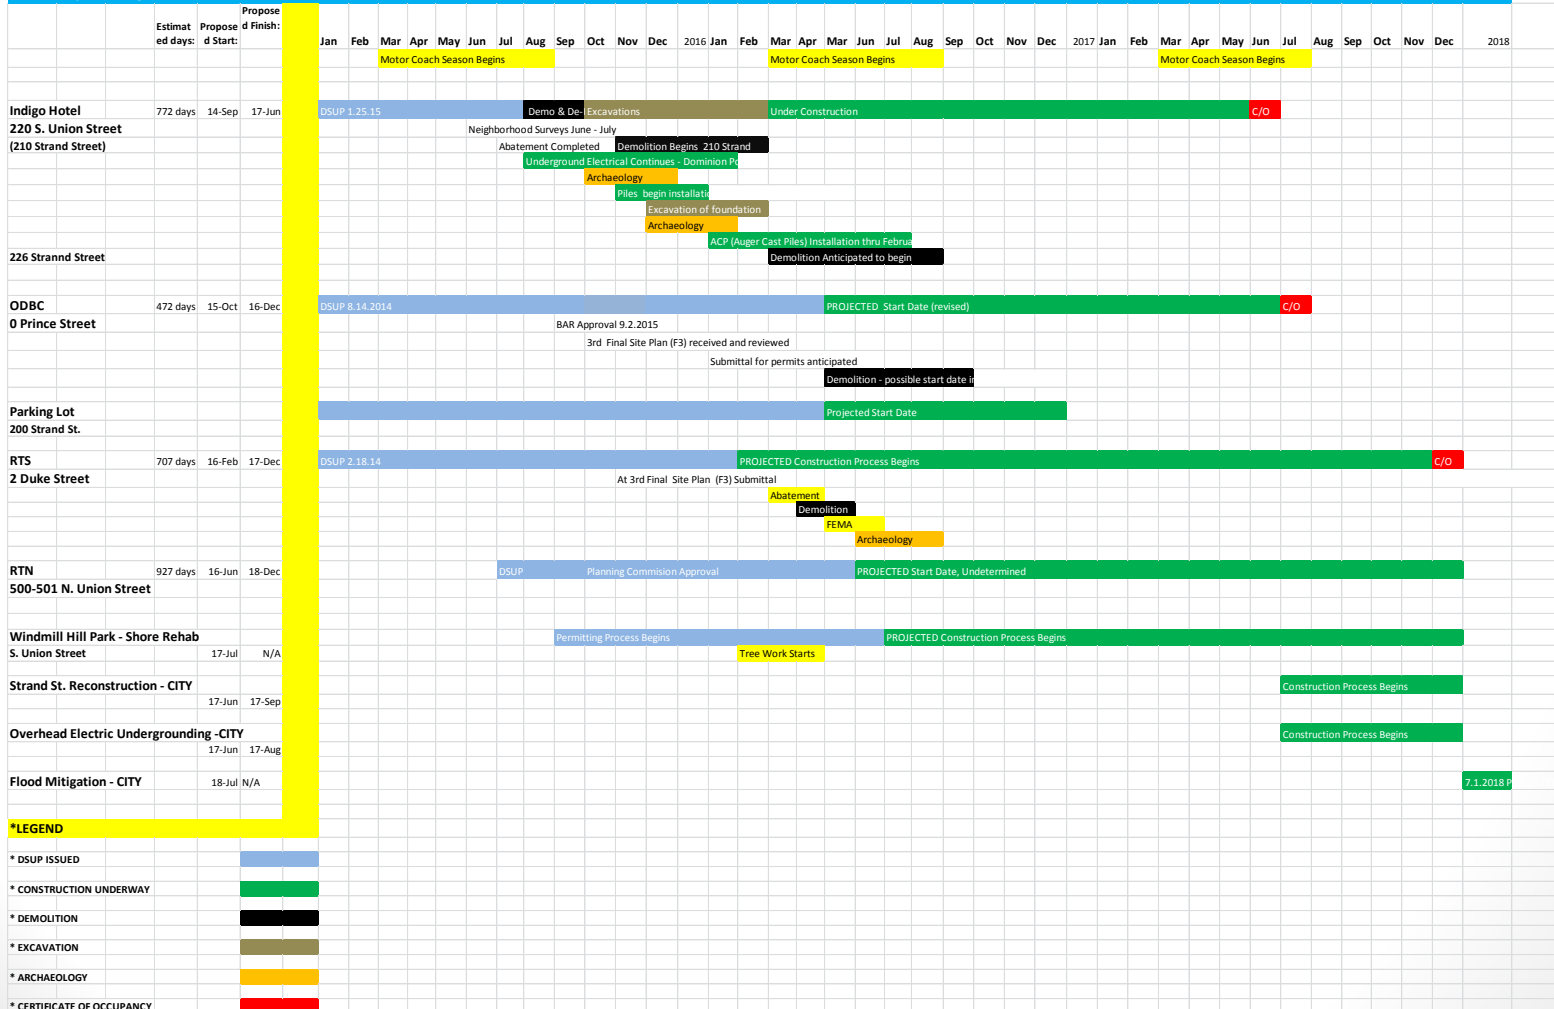 Estimated days: Proposed Start: Proposed Finish:
Jan Feb Mar Apr May Jun Jul Aug Sep Oct Nov Dec 2016 Jan Feb Mar Apr Mar Jun Jul Aug Sep Oct Nov Dec 2017 Jan Feb Mar Apr May Jun Jul Aug Sep Oct Nov Dec 2018
Motor Coach Season Begins Motor Coach Season Begins Motor Coach Season Begins
Indigo Hotel 772 days 14-Sep 17-Jun DSUP 1.25.15 Demo & De- Excavations Under Construction C/O
220 S. Union Street Neighborhood Surveys June - July
(210 Strand Street) Abatement Completed Demolition Begins 210 Strand
Underground Electrical Continues - Dominion Po
Archaeology
Piles begin installatio
Excavation of foundation
Archaeology
ACP (Auger Cast Piles) Installation thru Februa
226 Strannd Street Demolition Anticipated to begin
ODBC 472 days 15-Oct 16-Dec DSUP 8.14.2014 PROJECTED Start Date (revised) C/O
0 Prince Street BAR Approval 9.2.2015
3rd Final Site Plan (F3) received and reviewed
Submittal for permits anticipated
Demolition - possible start date in
Parking Lot Projected Start Date
200 Strand St.
RTS 707 days 16-Feb 17-Dec DSUP 2.18.14 PROJECTED Construction Process Begins C/O
2 Duke Street At 3rd Final Site Plan (F3) Submittal
Abatement
Demolition
FEMA
Archaeology
RTN 927 days 16-Jun 18-Dec DSUP Planning Commision Approval PROJECTED Start Date, Undetermined
500-501 N. Union Street
Windmill Hill Park - Shore Rehab Permitting Process Begins PROJECTED Construction Process Begins
S. Union Street 17-Jul N/A Tree Work Starts
Strand St. Reconstruction - CITY Construction Process Begins
17-Jun 17-Sep
Overhead Electric Undergrounding -CITY Construction Process Begins
17-Jun 17-Aug
Flood Mitigation - CITY 18-Jul N/A 7.1.2018 P
*LEGEND
* DSUP ISSUED
* CONSTRUCTION UNDERWAY
* DEMOLITION
* EXCAVATION
* ARCHAEOLOGY
* CERTIFICATE OF OCCUPANCY